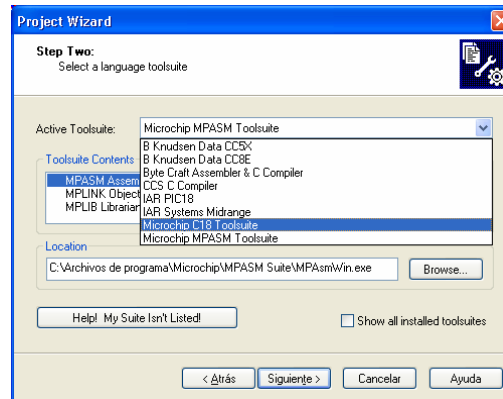 Project Wizard
Step Two:
Select a language toolsuite
Active Toolsuite:
Microchip MPASM Toolsuite
B Knudsen Data CC5X
B Knudsen Data CC8E
Byte Craft Assembler & C Compiler
CCS C Compiler
IAR PIC18
IAR Systems Midrange
Microchip C18 Toolsuite
Microchip MPASM Toolsuite
Toolsuite Contents
MPASM Assem
MPLINK Object
MPLIB Librarian
Location
C:\Archivos de programa\Microchip\MPASM Suite\MPAsmWin.exe
Browse...
Help! My Suite Isn't Listed!
Show all installed toolsuites
< Atrás
Siguiente >
Cancelar
Ayuda